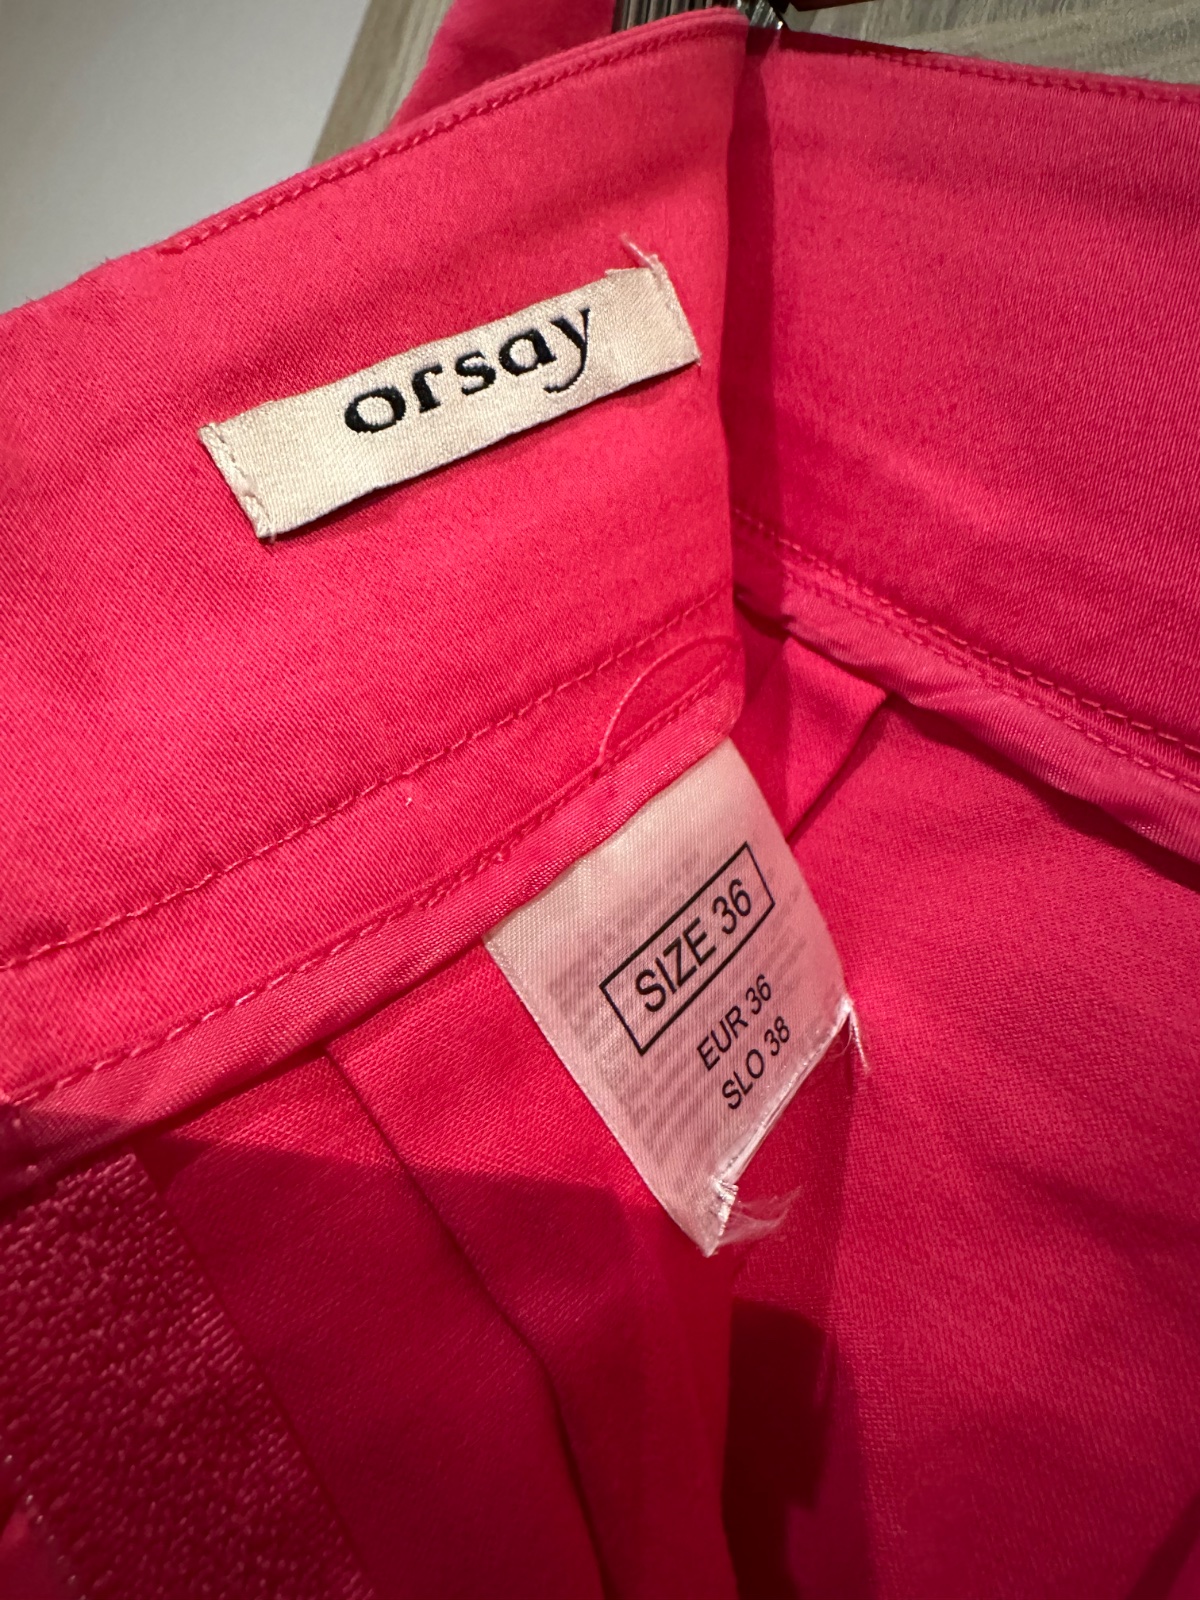 orsay
SIZE 36
EUR 36
SLO 38